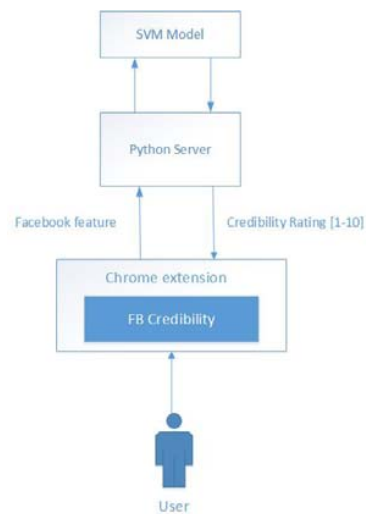 SVM Model
Python Server
Facebook feature
Credibility Rating [1-10]
Chrome extension
FB Credibility
User